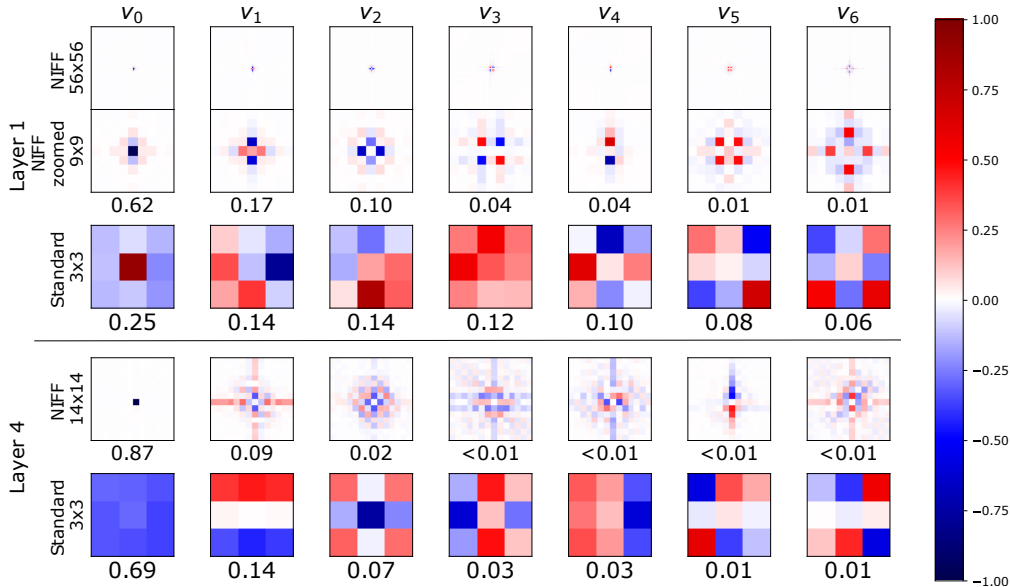 v0 v1 v2 v3 v4 v5 v6
Layer 1
NIFF
56x56
NIFF
zoomed
9x9
0.62 0.17 0.10 0.04 0.04 0.01 0.01
Standard
3x3
0.25 0.14 0.14 0.12 0.10 0.08 0.06
Layer 4
NIFF
14x14
0.87 0.09 0.02 <0.01 <0.01 <0.01 <0.01
Standard
3x3
0.69 0.14 0.07 0.03 0.03 0.01 0.01
1.00
0.75
0.50
0.25
0.00
−0.25
−0.50
−0.75
−1.00